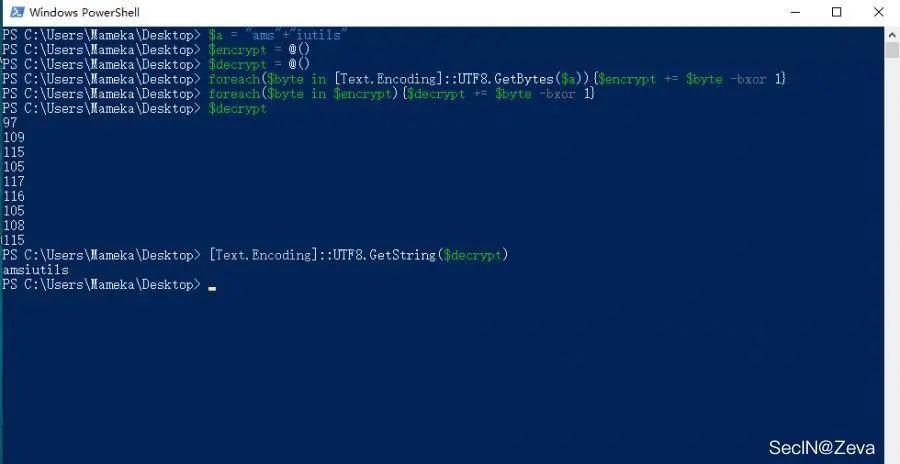 Windows PowerShell
PS C:\Users\Mameka\Desktop> $a = "ams"+"iutils"
PS C:\Users\Mameka\Desktop> $encrypt = @()
PS C:\Users\Mameka\Desktop> $decrypt = @()
PS C:\Users\Mameka\Desktop> foreach($byte in [Text.Encoding]::UTF8.GetBytes($a)){$encrypt += $byte -bxor 1}
PS C:\Users\Mameka\Desktop> foreach($byte in $encrypt){$decrypt += $byte -bxor 1}
PS C:\Users\Mameka\Desktop> $decrypt
97
109
115
105
117
116
105
108
115
PS C:\Users\Mameka\Desktop> [Text.Encoding]::UTF8.GetString($decrypt)
amsiutils
PS C:\Users\Mameka\Desktop>
SecIN@Zeva